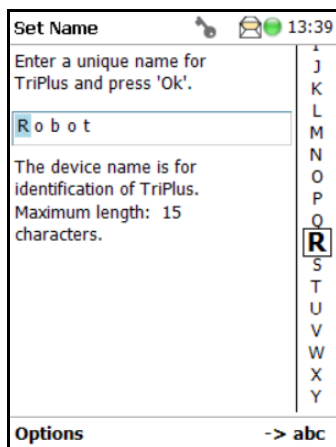 Set Name
13:39
Enter a unique name for
TriPlus and press 'Ok'.
Robot
The device name is for
identification of TriPlus.
Maximum length: 15
characters.
I
J
K
L
M
N
O
P
Q
R
S
T
U
V
W
X
Y
Options
-> abc